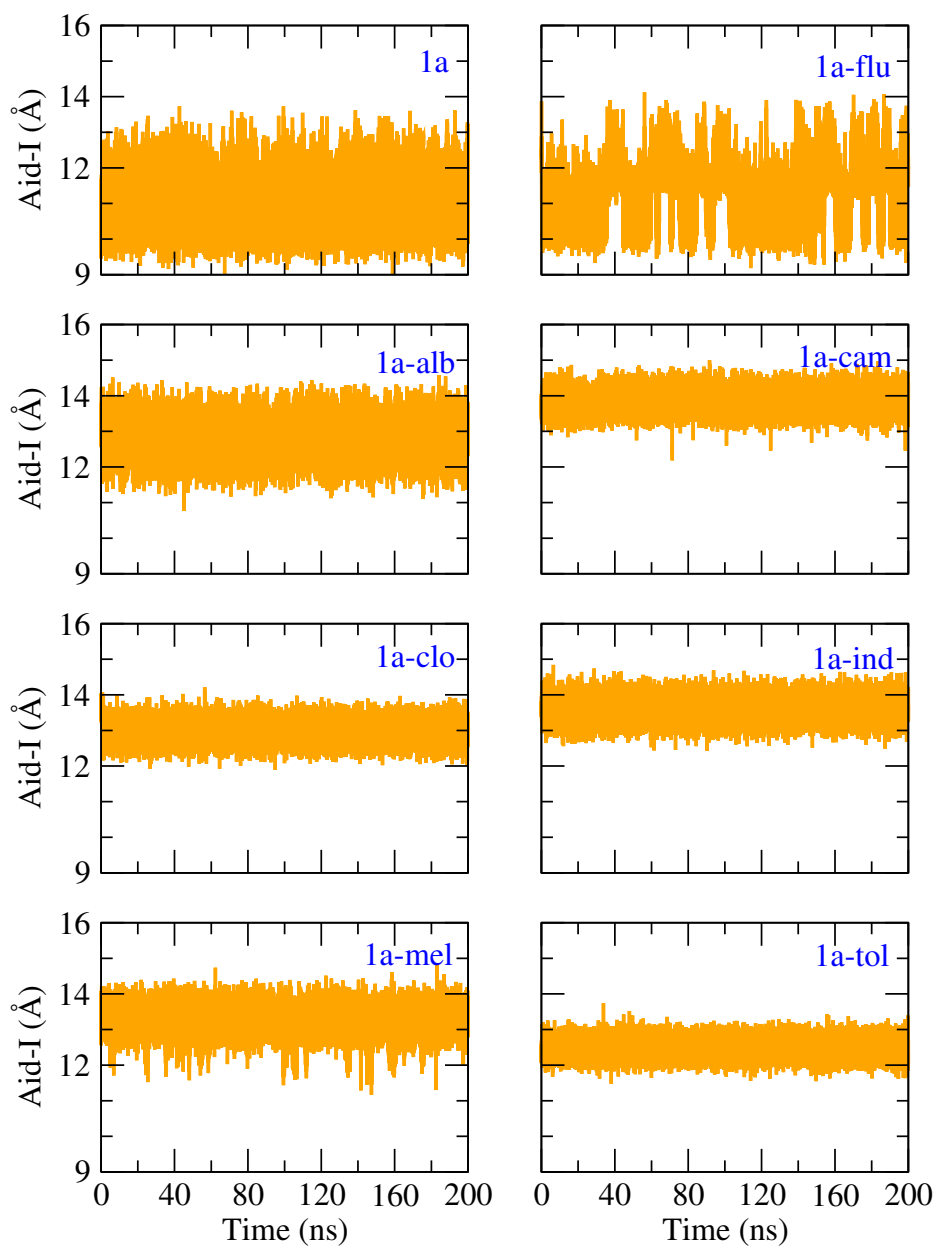 16
14
12
9
Aid-I (Å)
1a
1a-flu
16
14
12
9
Aid-I (Å)
1a-alb
1a-cam
16
14
12
9
Aid-I (Å)
1a-clo
1a-ind
16
14
12
9
Aid-I (Å)
1a-mel
1a-tol
0 40 80 120 160 200
0 40 80 120 160 200
Time (ns)
Time (ns)